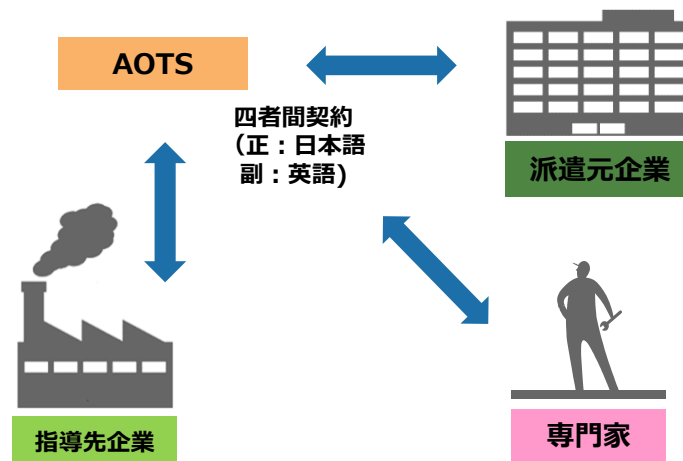 AOTS
四者間契約
(正：日本語
副：英語)
派遣元企業
指導先企業
専門家